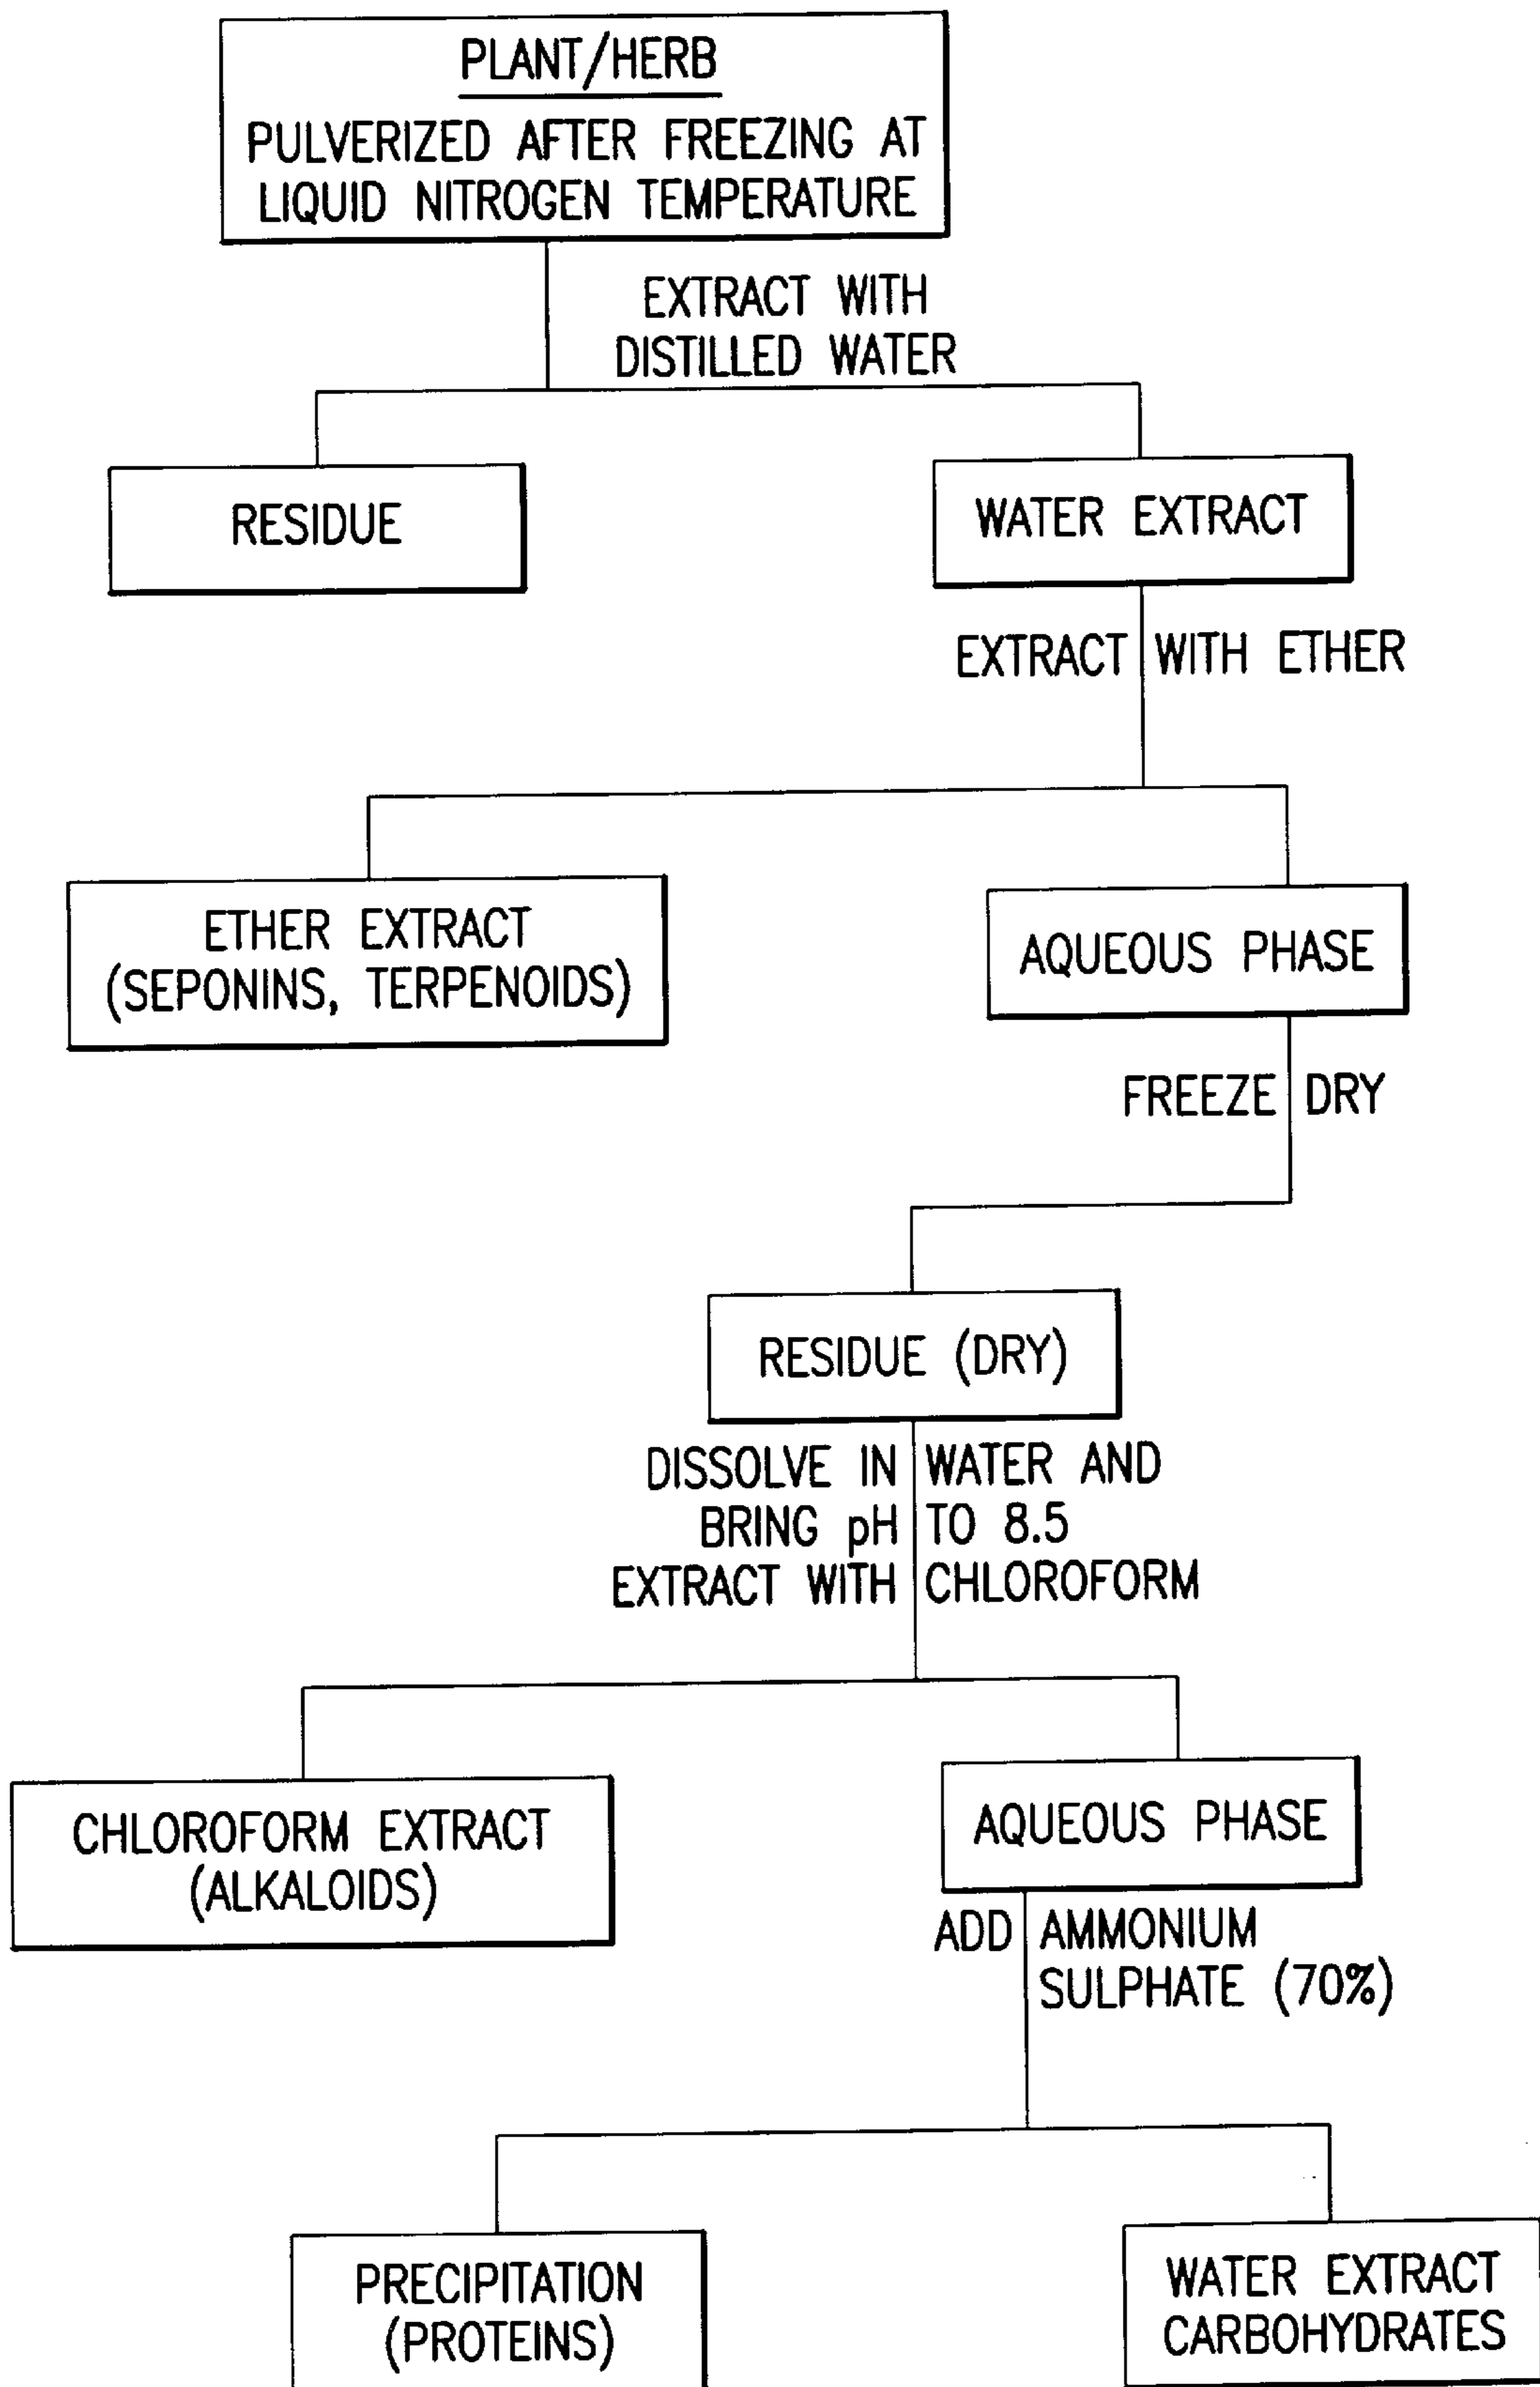 PLANT/HERB
PULVERIZED AFTER FREEZING AT
LIQUID NITROGEN TEMPERATURE
EXTRACT WITH
DISTILLED WATER
RESIDUE
WATER EXTRACT
EXTRACT WITH ETHER
ETHER EXTRACT
(SEPONINS, TERPENOIDS)
AQUEOUS PHASE
FREEZE DRY
RESIDUE (DRY)
DISSOLVE IN WATER AND
BRING pH TO 8.5
EXTRACT WITH CHLOROFORM
CHLOROFORM EXTRACT
(ALKALOIDS)
AQUEOUS PHASE
ADD AMMONIUM
SULPHATE (70%)
PRECIPITATION
(PROTEINS)
WATER EXTRACT
CARBOHYDRATES